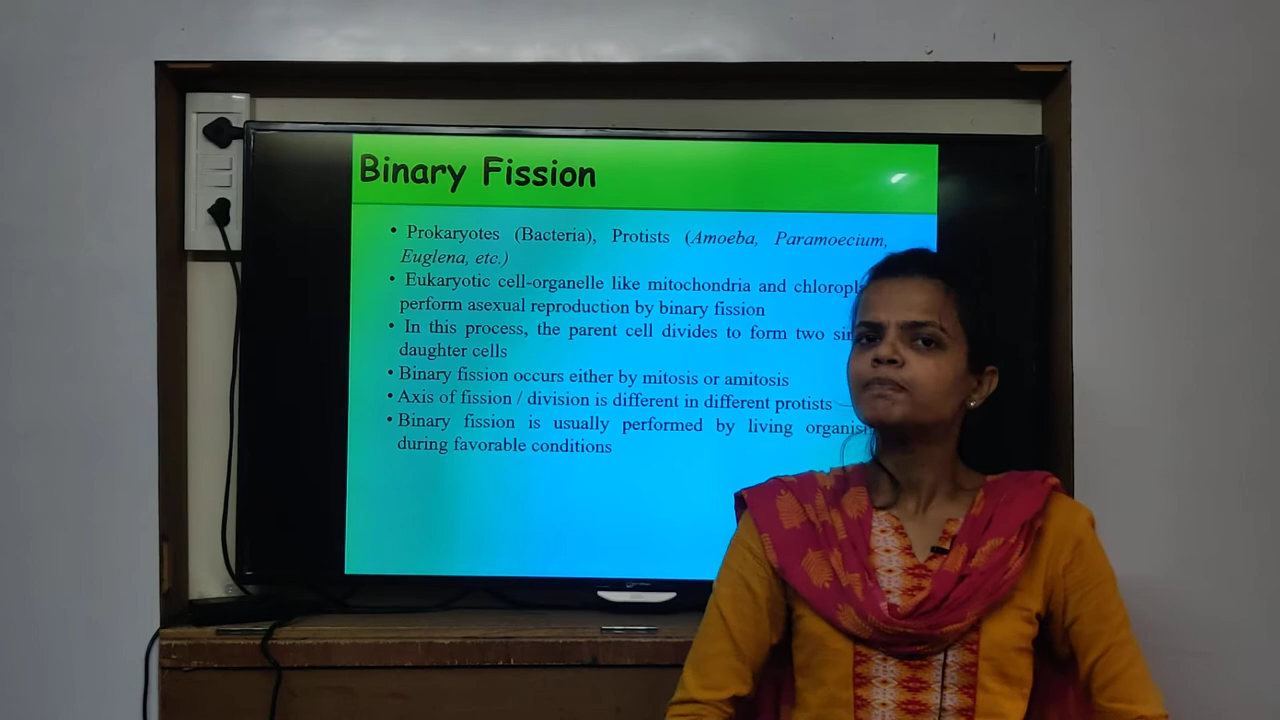 Binary Fission
• Prokaryotes (Bacteria), Protists (Amoeba, Paramoecium,
Euglena, etc.)
• Eukaryotic cell-organelle like mitochondria and
perform asexual reproduction by binary fission
• In this process, the parent cell divides to form two
daughter cells
• Binary fission occurs either by mitosis or amitosis
• Axis of fission / division is different in different protists
• Binary fission is usually performed by living
during favorable conditions